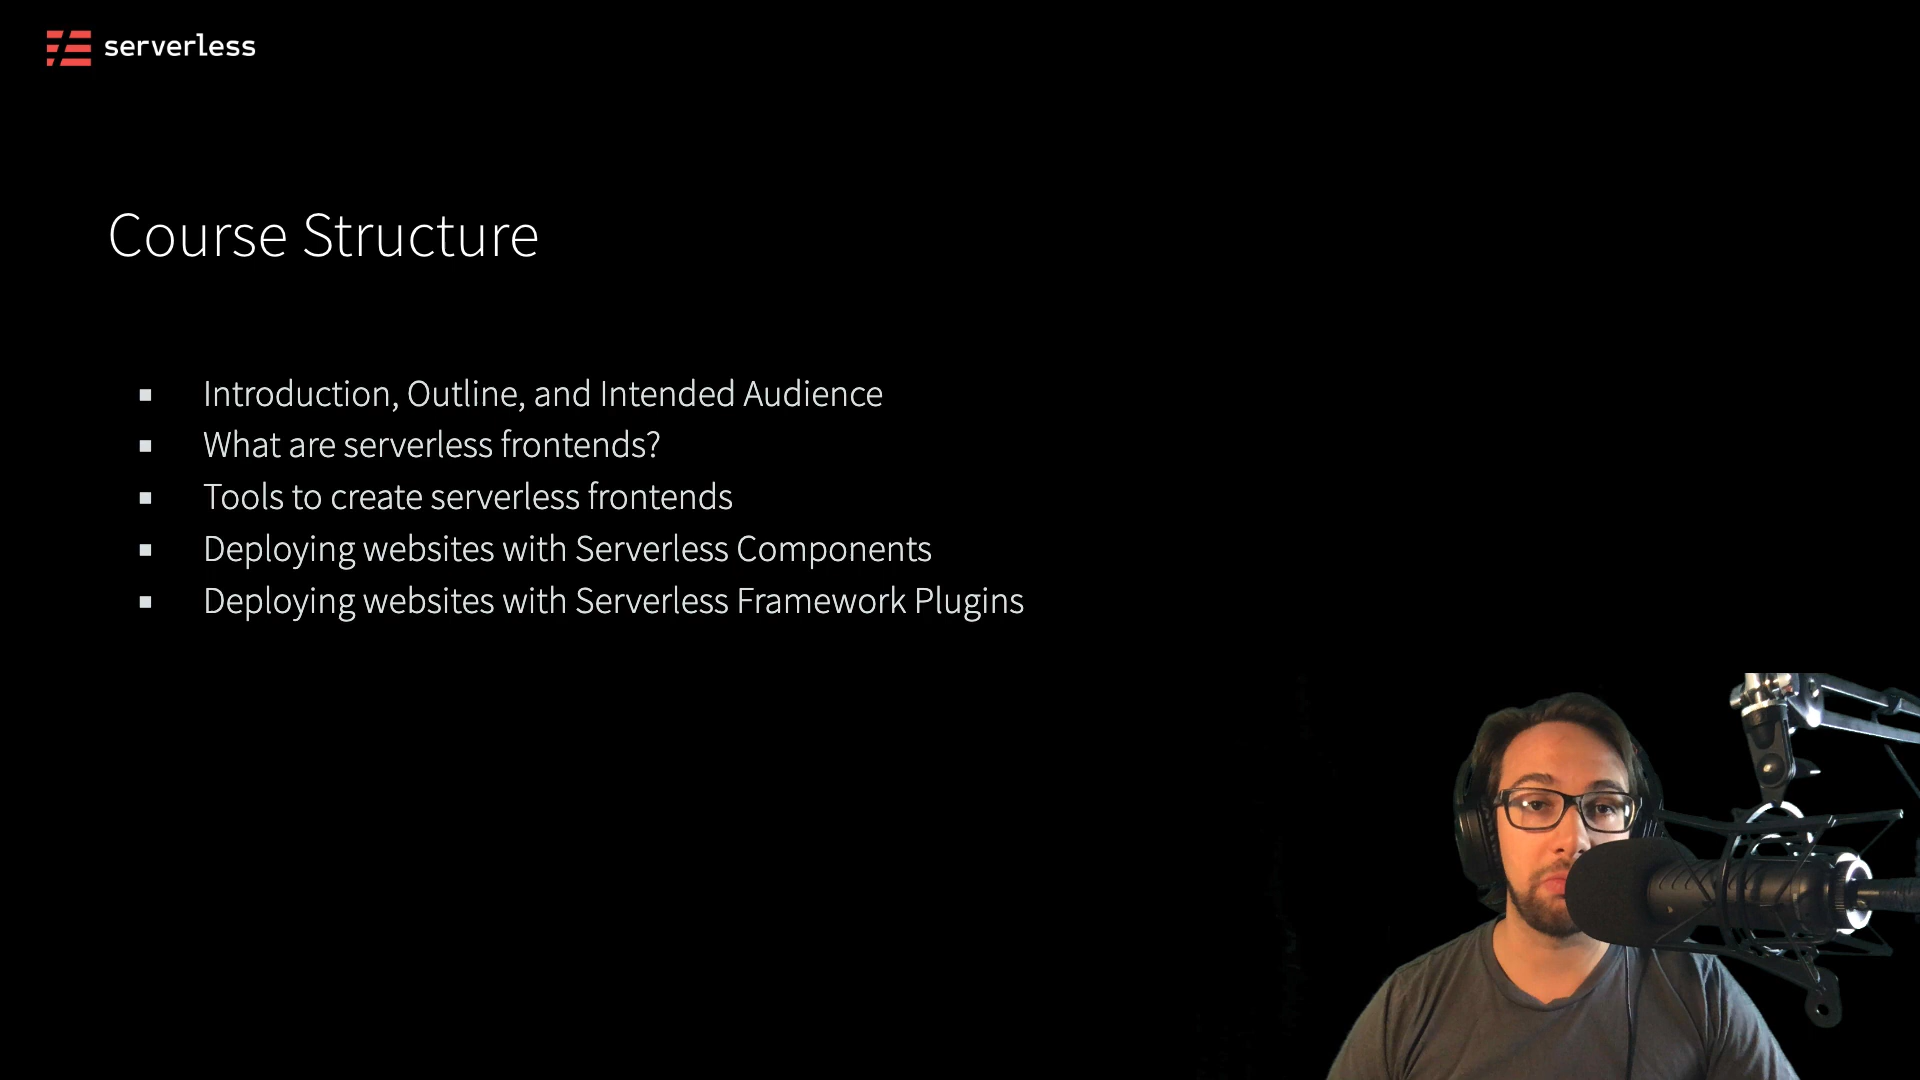 serverless
Course Structure
Introduction, Outline, and Intended Audience
What are serverless frontends?
Tools to create serverless frontends
Deploying websites with Serverless Components
Deploying websites with Serverless Framework Plugins